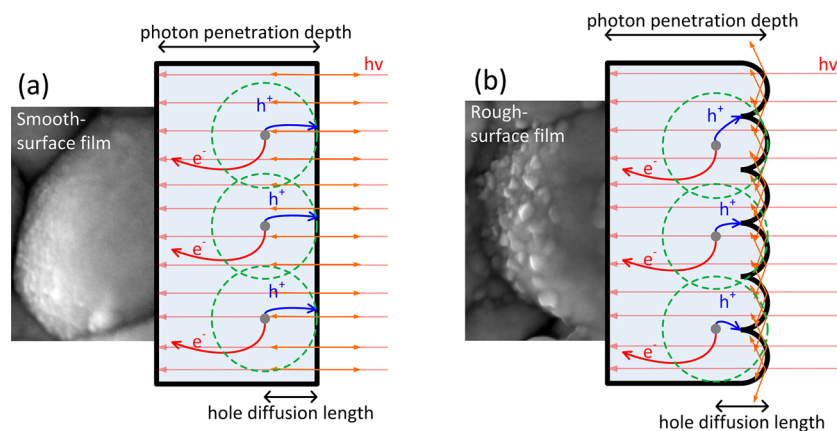 photon penetration depth
(a)
hν
Smooth-
surface film
h+
e-
h+
e-
h+
e-
hole diffusion length
photon penetration depth
(b)
hν
Rough-
surface film
h+
e-
h+
e-
h+
e-
hole diffusion length